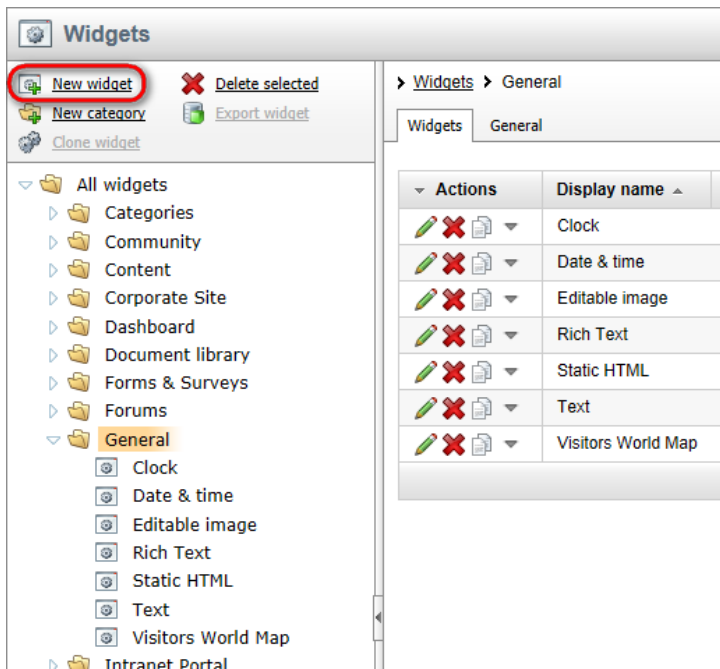 Widgets
New widget Delete selected
New category Export widget
Clone widget
All widgets
Categories
Community
Content
Corporate Site
Dashboard
Document library
Forms & Surveys
Forums
General
Clock
Date & time
Editable image
Rich Text
Static HTML
Text
Visitors World Map
Intranet Portal
Widgets General
Widgets General
Actions Display name
Clock
Date & time
Editable image
Rich Text
Static HTML
Text
Visitors World Map